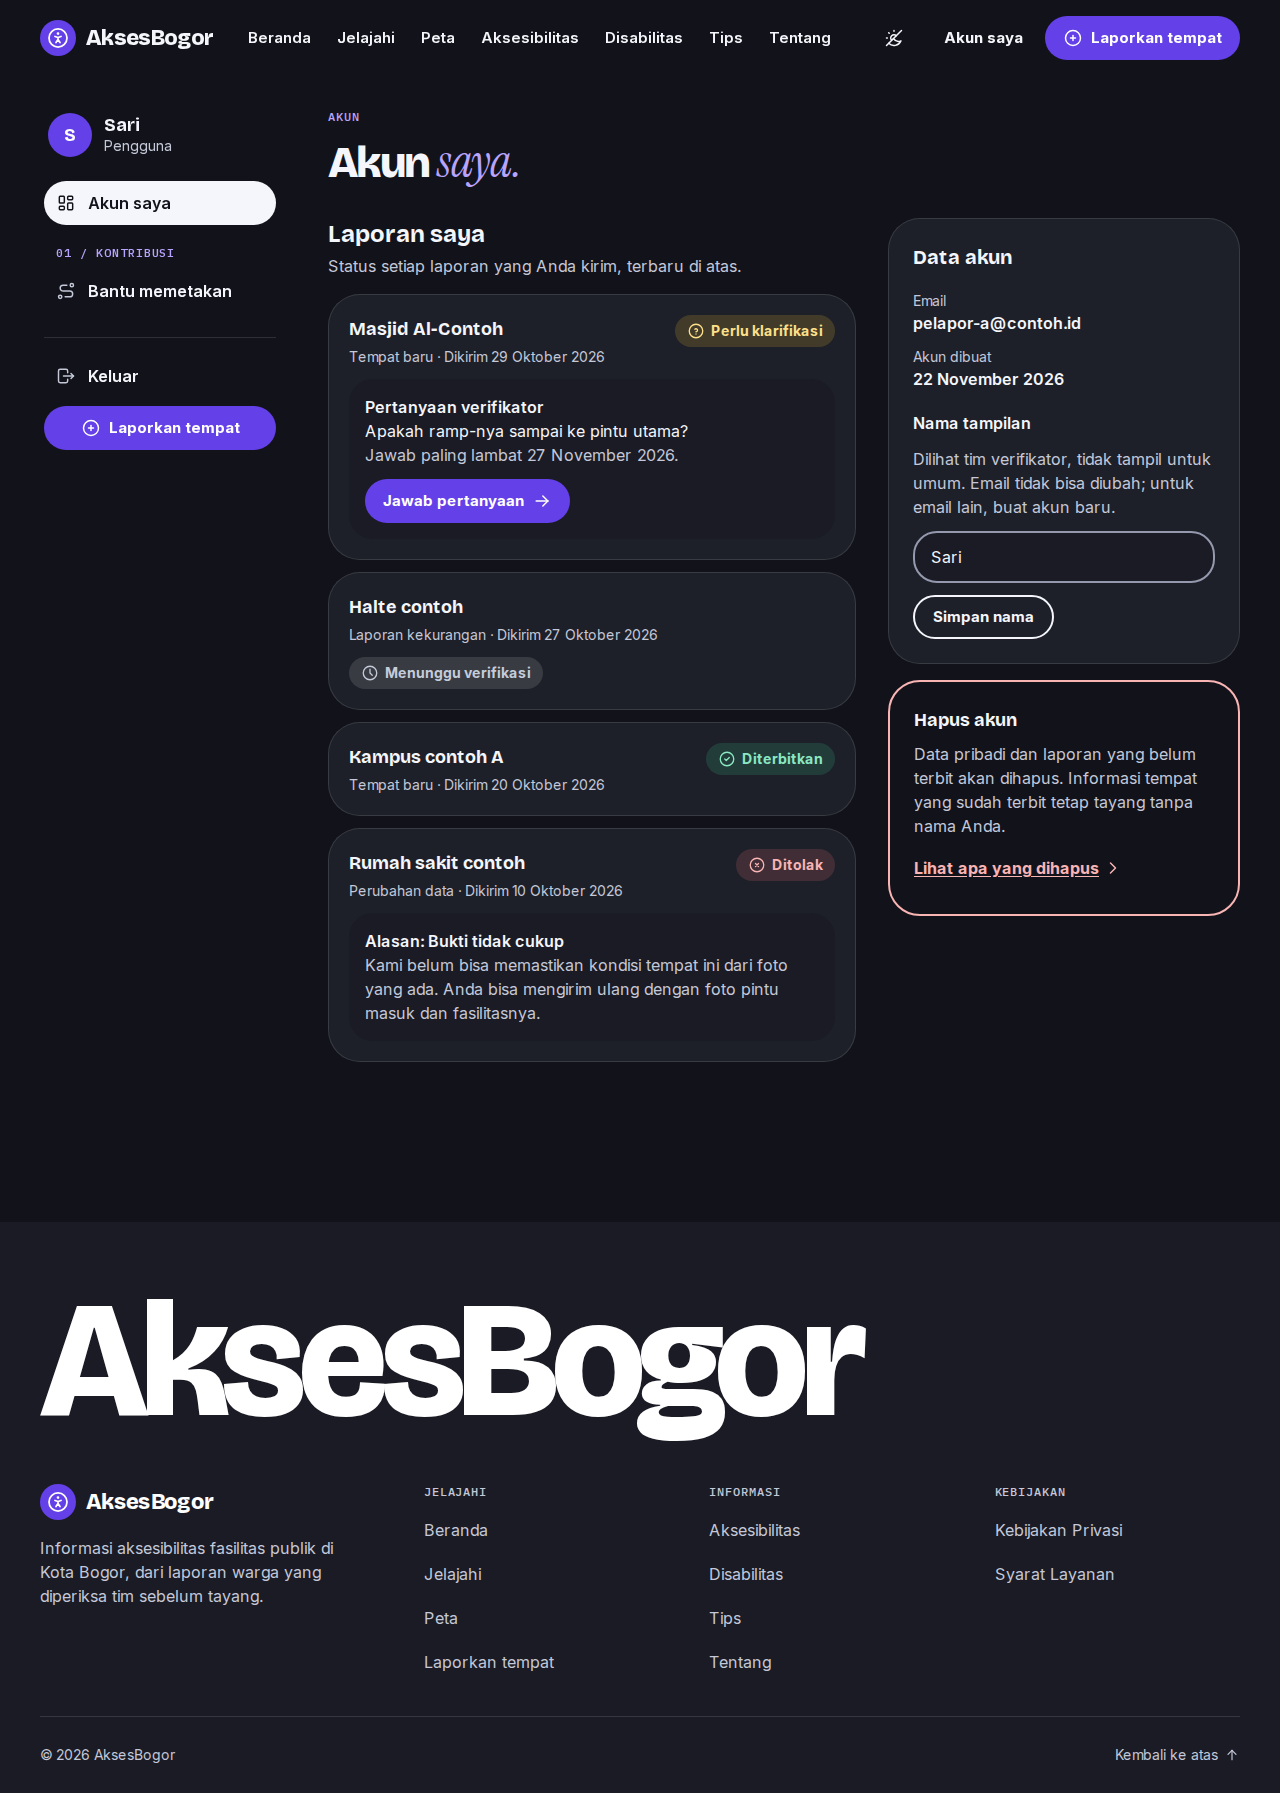 AksesBogor
Beranda
Jelajahi
Peta
Aksesibilitas
Disabilitas
Tips
Tentang
Akun saya
Laporkan tempat
S
Sari
Pengguna
Akun saya
01 / KONTRIBUSI
Bantu memetakan
Keluar
Laporkan tempat
AKUN
Akun saya.
Laporan saya
Status setiap laporan yang Anda kirim, terbaru di atas.
Masjid Al-Contoh
Perlu klarifikasi
Tempat baru · Dikirim 29 Oktober 2026
Pertanyaan verifikator
Apakah ramp-nya sampai ke pintu utama?
Jawab paling lambat 27 November 2026.
Jawab pertanyaan
Halte contoh
Laporan kekurangan · Dikirim 27 Oktober 2026
Menunggu verifikasi
Kampus contoh A
Diterbitkan
Tempat baru · Dikirim 20 Oktober 2026
Rumah sakit contoh
Ditolak
Perubahan data · Dikirim 10 Oktober 2026
Alasan: Bukti tidak cukup
Kami belum bisa memastikan kondisi tempat ini dari foto
yang ada. Anda bisa mengirim ulang dengan foto pintu
masuk dan fasilitasnya.
Data akun
Email
pelapor-a@contoh.id
Akun dibuat
22 November 2026
Nama tampilan
Dilihat tim verifikator, tidak tampil untuk
umum. Email tidak bisa diubah; untuk
email lain, buat akun baru.
Sari
Simpan nama
Hapus akun
Data pribadi dan laporan yang belum
terbit akan dihapus. Informasi tempat
yang sudah terbit tetap tayang tanpa
nama Anda.
Lihat apa yang dihapus
AksesBogor
AksesBogor
Informasi aksesibilitas fasilitas publik di
Kota Bogor, dari laporan warga yang
diperiksa tim sebelum tayang.
JELAJAHI
Beranda
Jelajahi
Peta
Laporkan tempat
INFORMASI
Aksesibilitas
Disabilitas
Tips
Tentang
KEBIJAKAN
Kebijakan Privasi
Syarat Layanan
© 2026 AksesBogor
Kembali ke atas